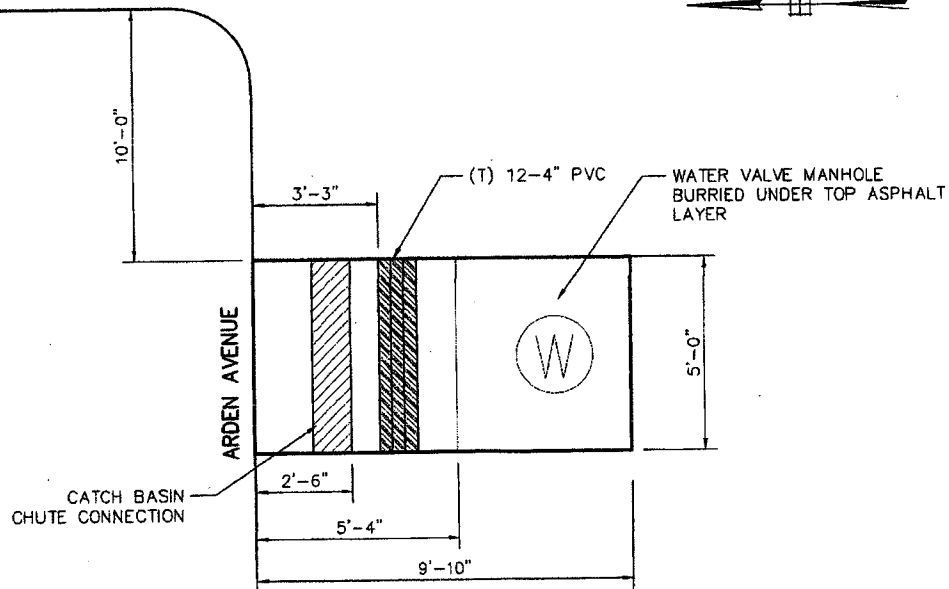 10'-0"
3'-3"
(T) 12-4" PVC
WATER VALVE MANHOLE
BURRIED UNDER TOP ASPHALT
LAYER
ARDEN AVENUE
W
5'-0"
CATCH BASIN
CHUTE CONNECTION
2'-6"
5'-4"
9'-10"